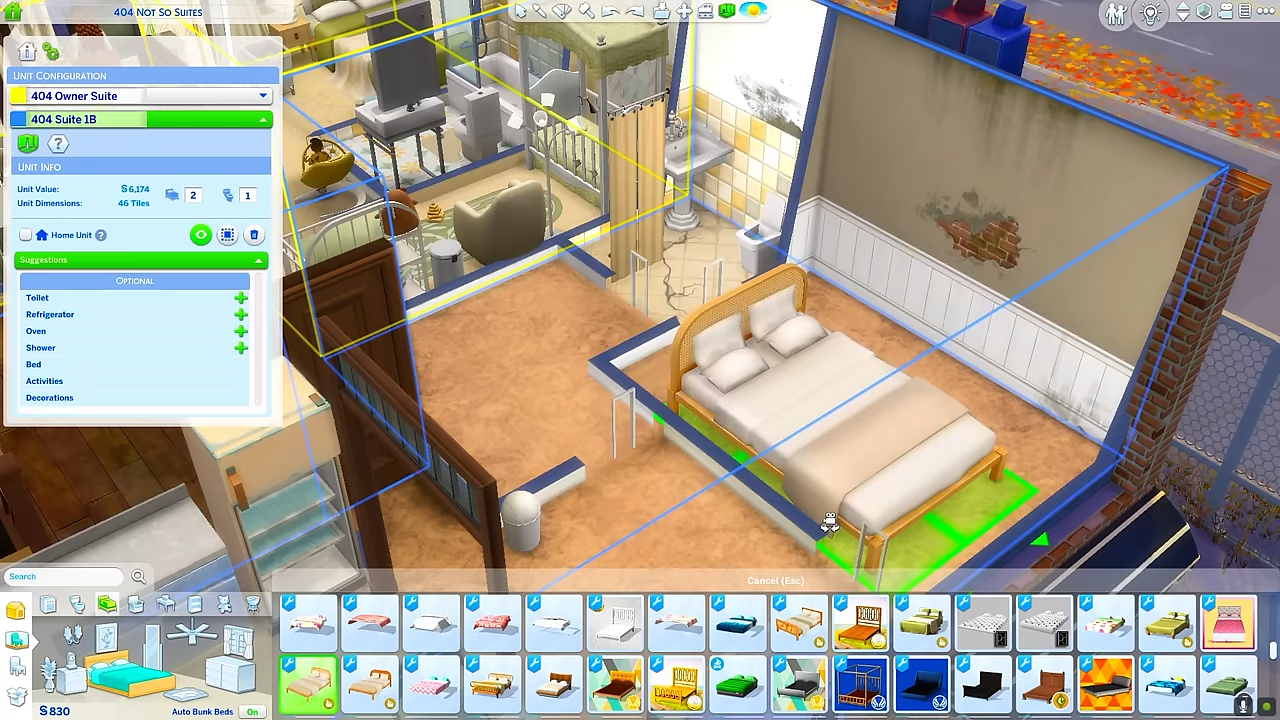 404 Not So Suites
Unit Configuration
404 Owner Suite
404 Suite 1B
Unit Info
Unit Value: §6,174 2 1
Unit Dimensions: 46 Tiles
Home Unit ?
Suggestions
Optional
Toilet
Refrigerator
Oven
Shower
Bed
Activities
Decorations
Cancel (Esc)
Search
§830
Auto Bunk Beds On